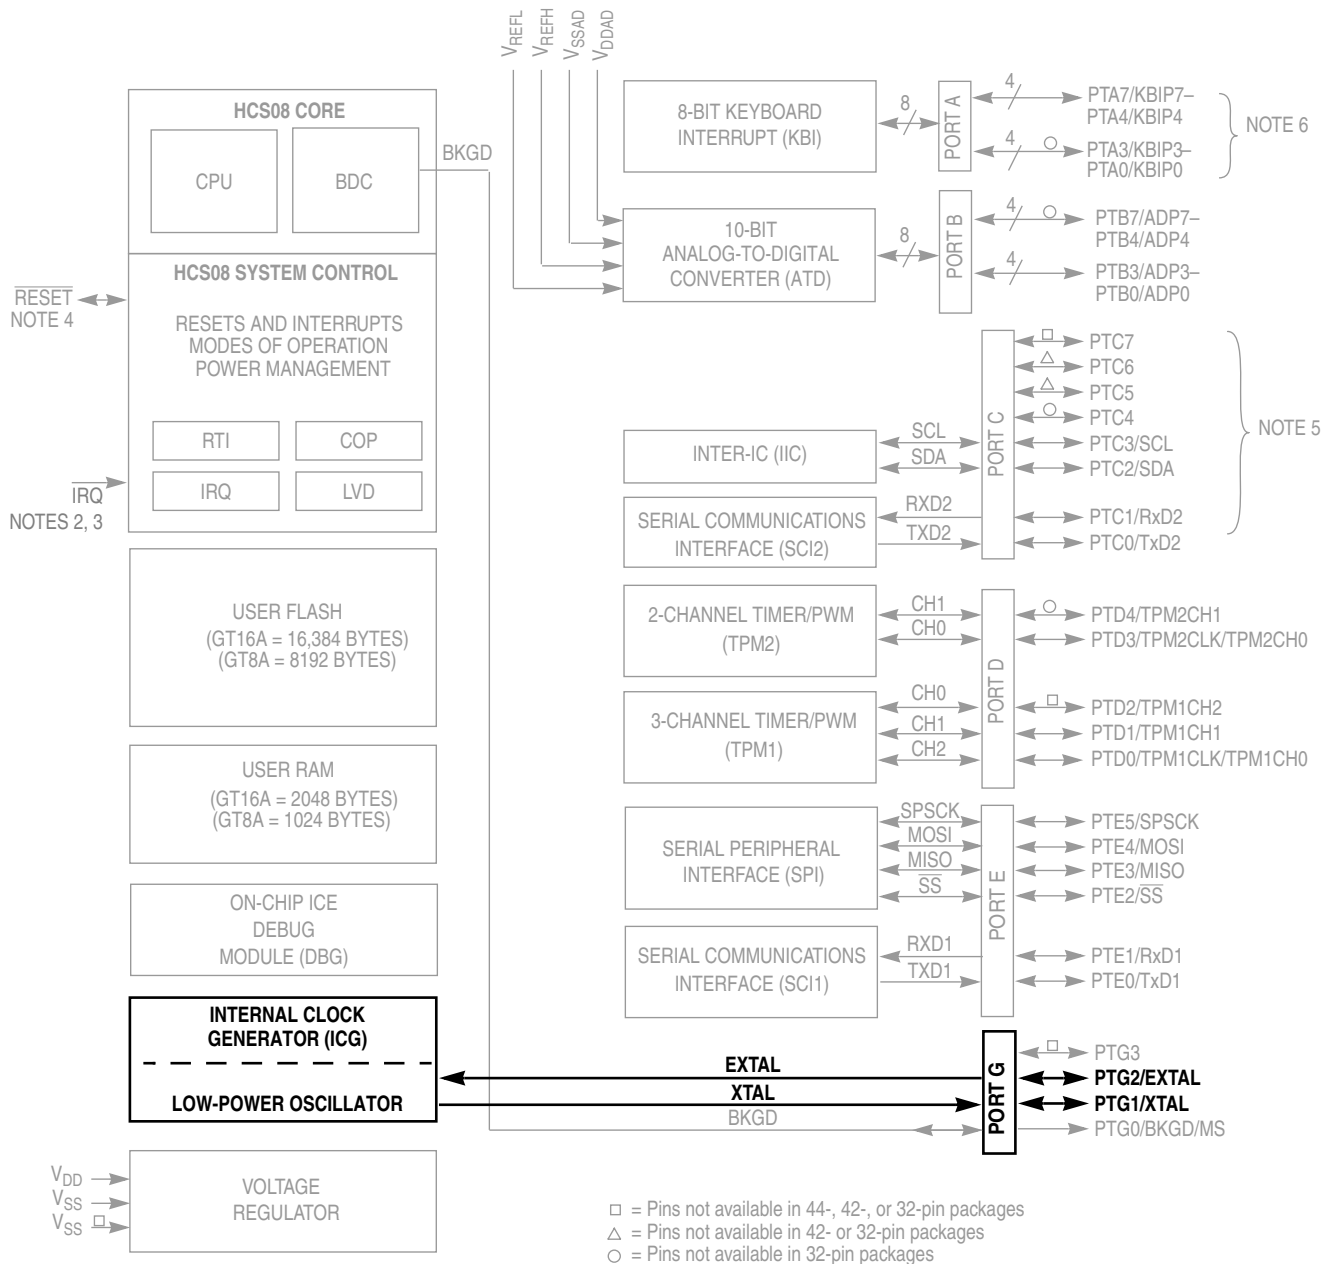 VREFL
VREFH
VSSAD
VDDAD
HCS08 CORE
CPU
BDC
BKGD
HCS08 SYSTEM CONTROL
RESET
NOTE 4
RESETS AND INTERRUPTS
MODES OF OPERATION
POWER MANAGEMENT
RTI
COP
IRQ
LVD
IRQ
NOTES 2, 3
USER FLASH
(GT16A = 16,384 BYTES)
(GT8A = 8192 BYTES)
USER RAM
(GT16A = 2048 BYTES)
(GT8A = 1024 BYTES)
ON-CHIP ICE
DEBUG
MODULE (DBG)
INTERNAL CLOCK
GENERATOR (ICG)
LOW-POWER OSCILLATOR
VDD
VSS
VSS
VOLTAGE
REGULATOR
8-BIT KEYBOARD
INTERRUPT (KBI)
8
PORT A
4
PTA7/KBIP7–
PTA4/KBIP4
4
PTA3/KBIP3–
PTA0/KBIP0
NOTE 6
10-BIT
ANALOG-TO-DIGITAL
CONVERTER (ATD)
8
PORT B
4
PTB7/ADP7–
PTB4/ADP4
4
PTB3/ADP3–
PTB0/ADP0
INTER-IC (IIC)
SCL
SDA
SERIAL COMMUNICATIONS
INTERFACE (SCI2)
RXD2
TXD2
PORT C
PTC7
PTC6
PTC5
PTC4
PTC3/SCL
PTC2/SDA
PTC1/RxD2
PTC0/TxD2
NOTE 5
2-CHANNEL TIMER/PWM
(TPM2)
CH1
CH0
3-CHANNEL TIMER/PWM
(TPM1)
CH0
CH1
CH2
PORT D
PTD4/TPM2CH1
PTD3/TPM2CLK/TPM2CH0
PTD2/TPM1CH2
PTD1/TPM1CH1
PTD0/TPM1CLK/TPM1CH0
SERIAL PERIPHERAL
INTERFACE (SPI)
SPSCK
MOSI
MISO
SS
SERIAL COMMUNICATIONS
INTERFACE (SCI1)
RXD1
TXD1
PORT E
PTE5/SPSCK
PTE4/MOSI
PTE3/MISO
PTE2/SS
PTE1/RxD1
PTE0/TxD1
EXTAL
XTAL
BKGD
PORT G
PTG3
PTG2/EXTAL
PTG1/XTAL
PTG0/BKGD/MS
□ = Pins not available in 44-, 42-, or 32-pin packages
△ = Pins not available in 42- or 32-pin packages
○ = Pins not available in 32-pin packages